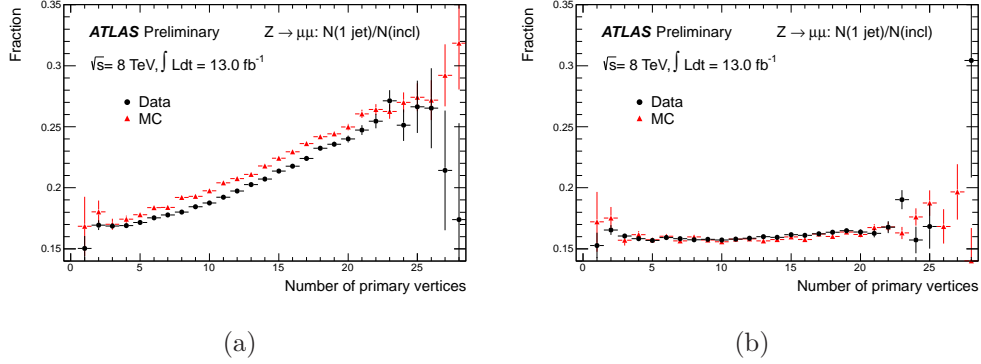 Fraction
0.35
0.3
0.25
0.2
0.15
ATLAS Preliminary
Z → μμ: N(1 jet)/N(incl)
√s= 8 TeV, ∫ Ldt = 13.0 fb⁻¹
Data
MC
0 5 10 15 20 25
Number of primary vertices
(a)
Fraction
0.35
0.3
0.25
0.2
0.15
ATLAS Preliminary
Z → μμ: N(1 jet)/N(incl)
√s= 8 TeV, ∫ Ldt = 13.0 fb⁻¹
Data
MC
0 5 10 15 20 25
Number of primary vertices
(b)